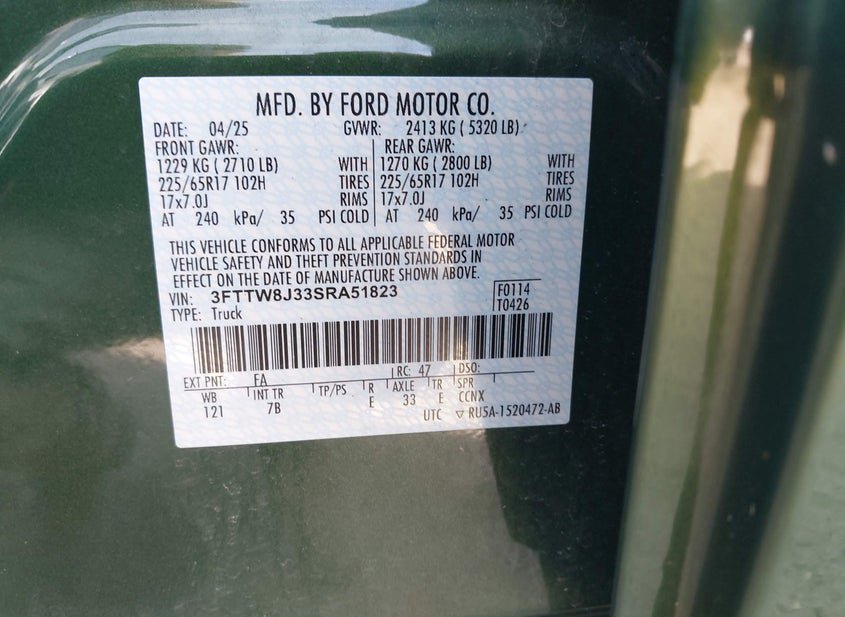 MFD. BY FORD MOTOR CO.
DATE: 04/25 GVWR: 2413 KG ( 5320 LB)
FRONT GAWR: REAR GAWR:
1229 KG ( 2710 LB) WITH 1270 KG ( 2800 LB) WITH
225/65R17 102H TIRES 225/65R17 102H TIRES
17x7.0J RIMS 17x7.0J RIMS
AT 240 kPa/ 35 PSI COLD AT 240 kPa/ 35 PSI COLD
THIS VEHICLE CONFORMS TO ALL APPLICABLE FEDERAL MOTOR
VEHICLE SAFETY AND THEFT PREVENTION STANDARDS IN
EFFECT ON THE DATE OF MANUFACTURE SHOWN ABOVE.
VIN: 3FTTW8J33SRA51823 F0114
TYPE: Truck T0426
EXT PNT: FA RC: 47 DSO:
WB INT TR TP/PS R AXLE TR SPR
121 7B E 33 E CCNX
UTC ▽ RU5A-1520472-AB